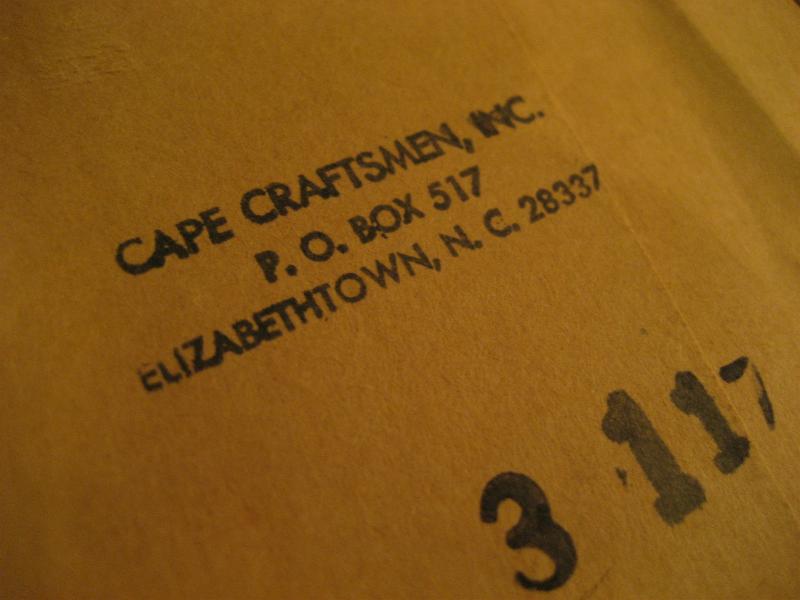 CAPE CRAFTSMEN, INC.
P. O. BOX 517
ELIZABETHTOWN, N. C. 28337
3 117